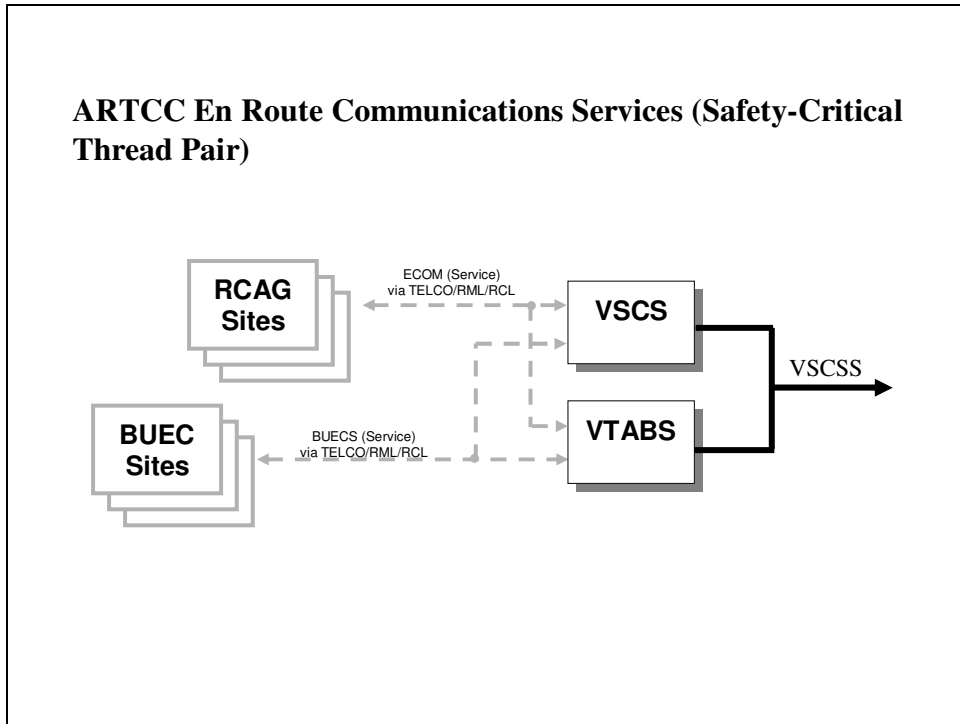 ARTCC En Route Communications Services (Safety-Critical
Thread Pair)
RCAG
Sites
ECOM (Service)
via TELCO/RML/RCL
VSCS
VSCSS
BUEC
Sites
BUECS (Service)
via TELCO/RML/RCL
VTABS